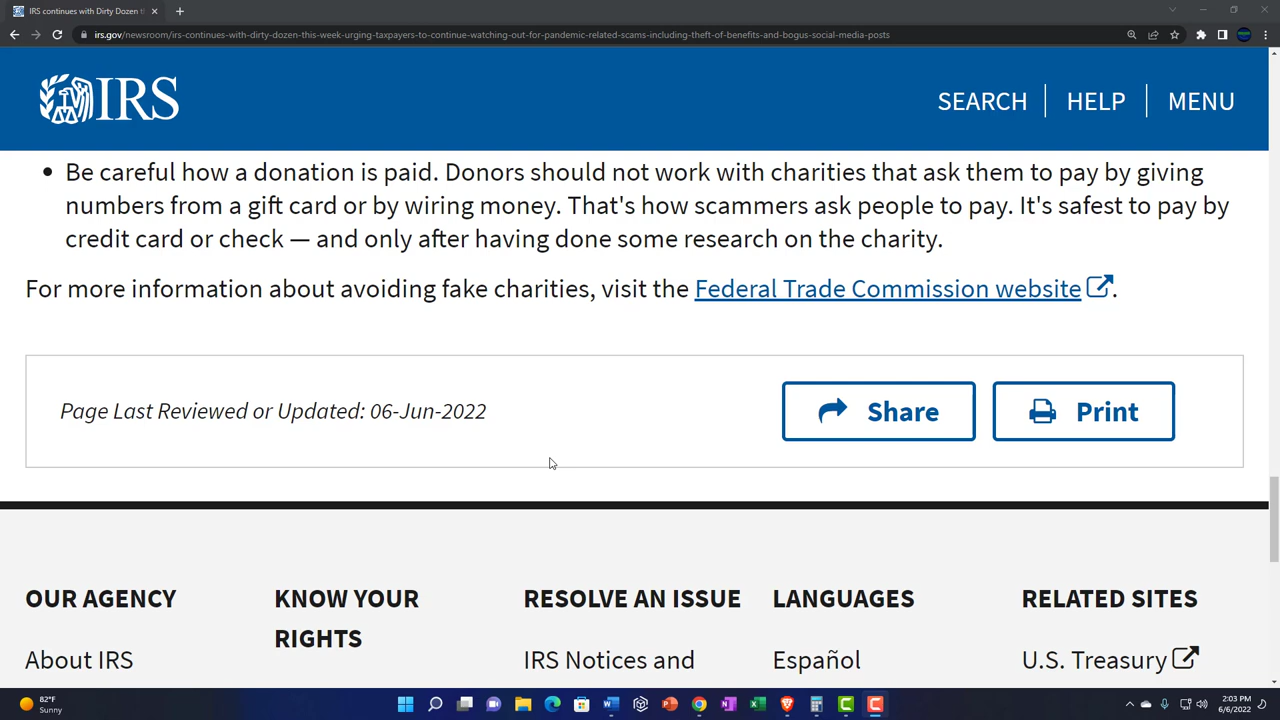 IRS continues with Dirty Dozen t
irs.gov/newsroom/irs-continues-with-dirty-dozen-this-week-urging-taxpayers-to-continue-watching-out-for-pandemic-related-scams-including-theft-of-benefits-and-bogus-social-media-posts
IRS
SEARCH
HELP
MENU
• Be careful how a donation is paid. Donors should not work with charities that ask them to pay by giving
numbers from a gift card or by wiring money. That's how scammers ask people to pay. It's safest to pay by
credit card or check — and only after having done some research on the charity.
For more information about avoiding fake charities, visit the Federal Trade Commission website.
Page Last Reviewed or Updated: 06-Jun-2022
Share
Print
OUR AGENCY
About IRS
KNOW YOUR
RIGHTS
RESOLVE AN ISSUE
IRS Notices and
LANGUAGES
Español
RELATED SITES
U.S. Treasury
82°F
Sunny
2:03 PM
6/6/2022